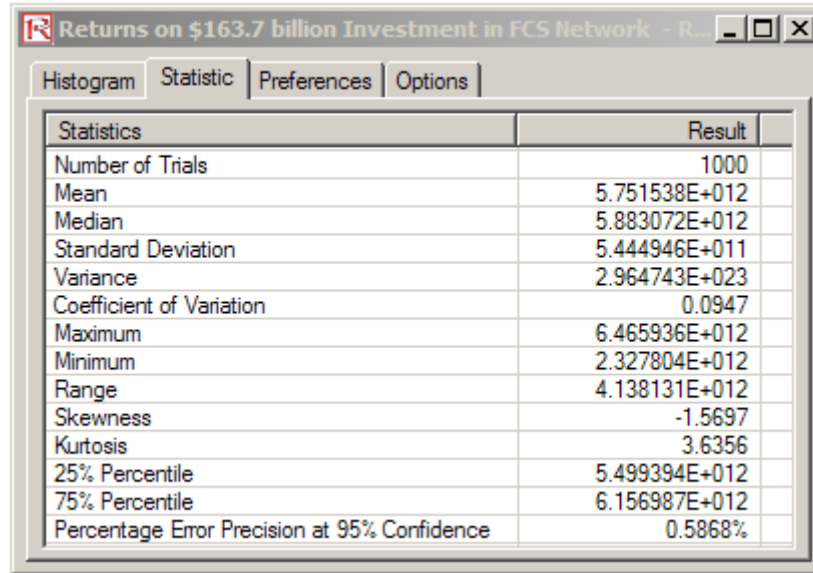 Returns on $163.7 billion Investment in FCS Network - R...
Histogram Statistic Preferences Options
Statistics Result
Number of Trials 1000
Mean 5.751538E+012
Median 5.883072E+012
Standard Deviation 5.444946E+011
Variance 2.964743E+023
Coefficient of Variation 0.0947
Maximum 6.465936E+012
Minimum 2.327804E+012
Range 4.138131E+012
Skewness -1.5697
Kurtosis 3.6356
25% Percentile 5.499394E+012
75% Percentile 6.156987E+012
Percentage Error Precision at 95% Confidence 0.5868%